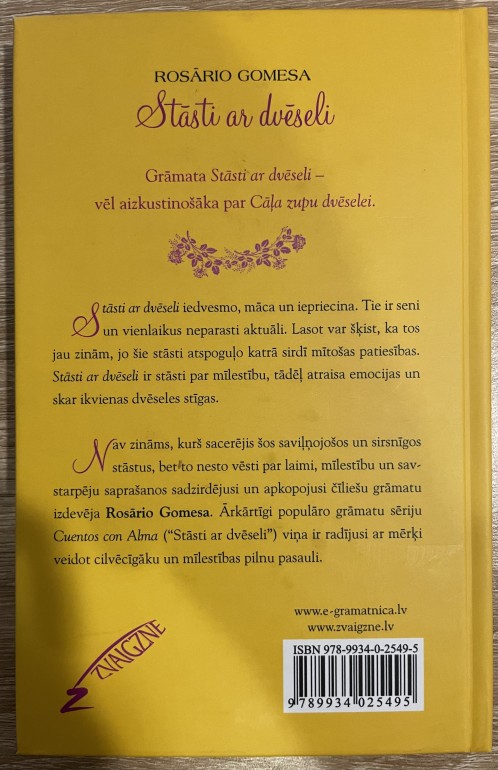 ROSĀRIO GOMESA
Stāsti ar dvēseli
Grāmata Stāsti ar dvēseli –
vēl aizkustinošāka par Cāļa zupu dvēselei.
Stāsti ar dvēseli iedvesmo, māca un iepriecina. Tie ir seni
un vienlaikus neparasti aktuāli. Lasot var šķist, ka tos
jau zinām, jo šie stāsti atspoguļo katrā sirdī mītošas patiesības.
Stāsti ar dvēseli ir stāsti par mīlestību, tādēļ atraisa emocijas un
skar ikvienas dvēseles stīgas.
Nav zināms, kurš sacerējis šos saviļņojošos un sirsnīgos
stāstus, bet to nesto vēsti par laimi, mīlestību un sav-
starpēju saprašanos sadzirdējusi un apkopojusi čīliešu grāmatu
izdevēja Rosārio Gomesa. Ārkārtīgi populāro grāmatu sēriju
Cuentos con Alma (“Stāsti ar dvēseli”) viņa ir radījusi ar mērķi
veidot cilvēcīgāku un mīlestības pilnu pasauli.
www.e-gramatnica.lv
www.zvaigzne.lv
ZVAIGZNE
ISBN 978-9934-0-2549-5
9 789934 025495